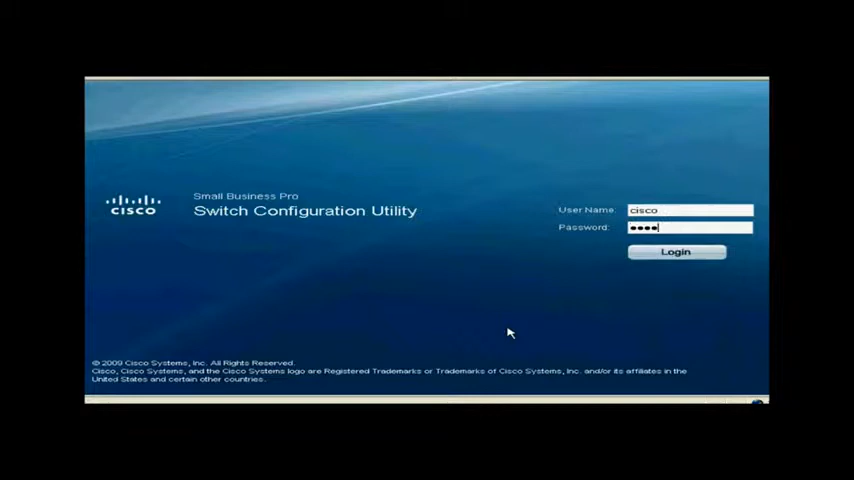 Small Business Pro
CISCO
Switch Configuration Utility
User Name: cisco
Password: ••••
Login
© 2009 Cisco Systems, Inc. All Rights Reserved.
Cisco, Cisco Systems, and the Cisco Systems logo are Registered Trademarks or Trademarks of Cisco Systems, Inc. and/or its affiliates in the
United States and certain other countries.